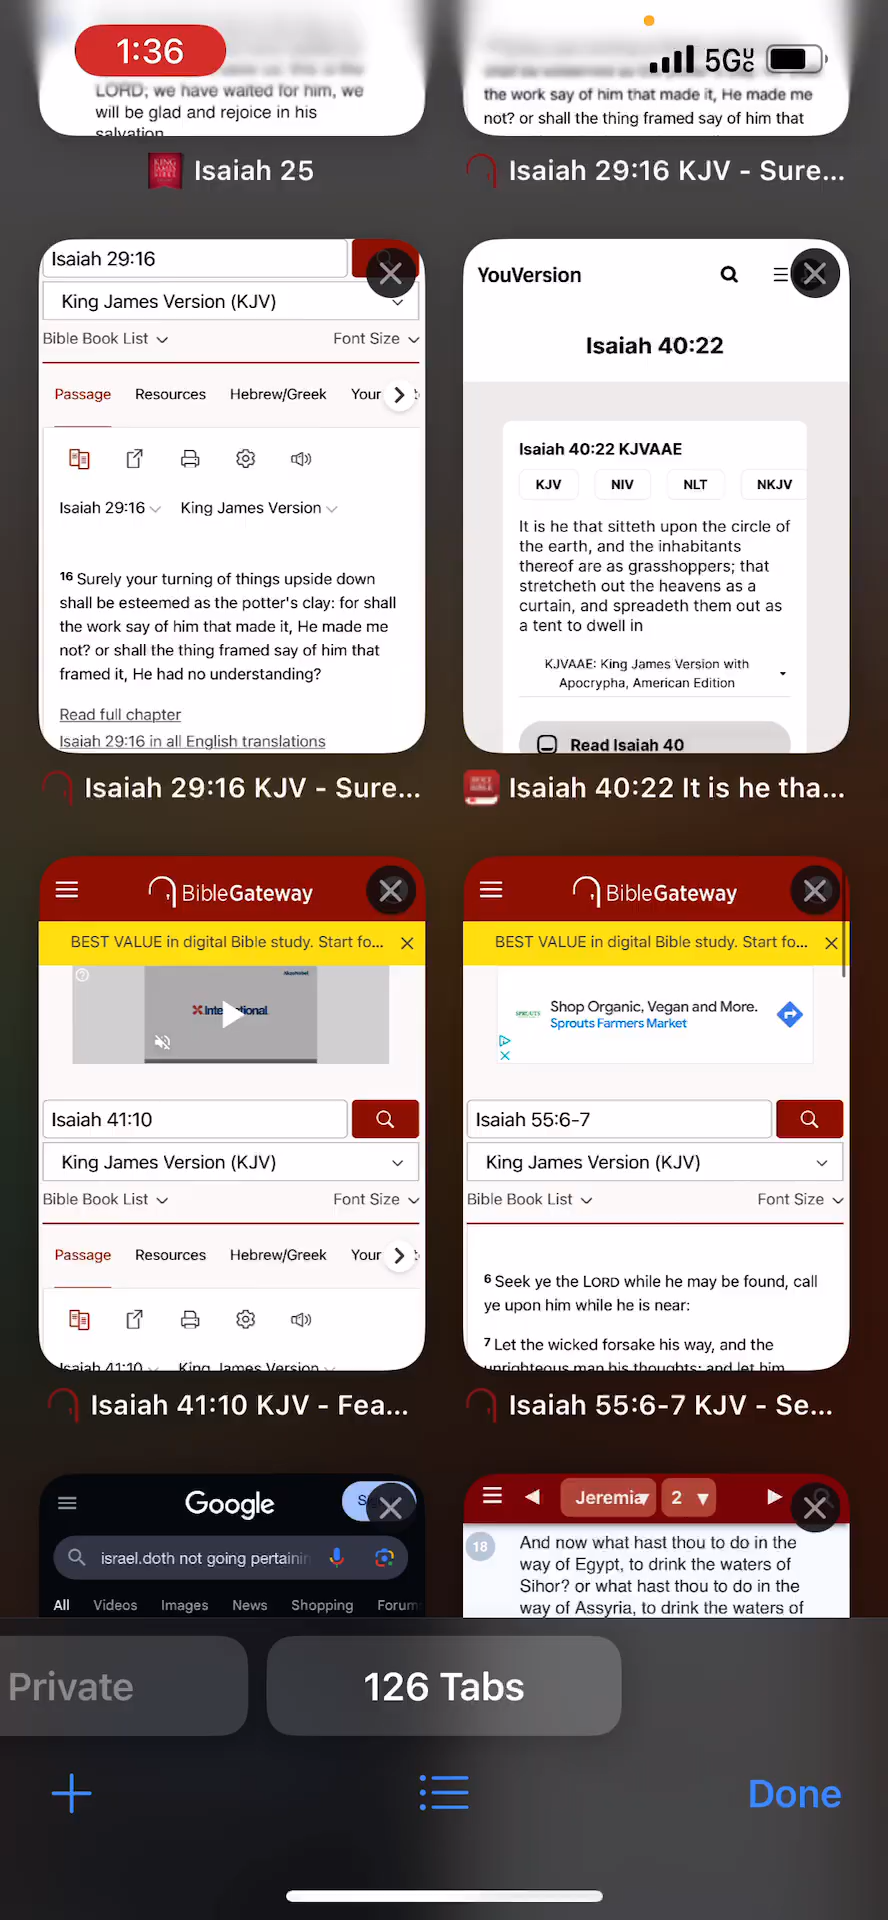 1:36
5G
LORD; we have waited for him, we
will be glad and rejoice in his
salvation
the work say of him that made it, He made me
not? or shall the thing framed say of him that
Isaiah 25
Isaiah 29:16 KJV - Sure...
Isaiah 29:16
King James Version (KJV)
Bible Book List
Font Size
Passage Resources Hebrew/Greek Your
Isaiah 29:16 King James Version
16 Surely your turning of things upside down
shall be esteemed as the potter's clay: for shall
the work say of him that made it, He made me
not? or shall the thing framed say of him that
framed it, He had no understanding?
Read full chapter
Isaiah 29:16 in all English translations
Isaiah 29:16 KJV - Sure...
YouVersion
Isaiah 40:22
Isaiah 40:22 KJVAAE
KJV NIV NLT NKJV
It is he that sitteth upon the circle of
the earth, and the inhabitants
thereof are as grasshoppers; that
stretcheth out the heavens as a
curtain, and spreadeth them out as
a tent to dwell in
KJVAAE: King James Version with
Apocrypha, American Edition
Read Isaiah 40
Isaiah 40:22 It is he tha...
BibleGateway
BEST VALUE in digital Bible study. Start fo...
Isaiah 41:10
King James Version (KJV)
Bible Book List
Font Size
Passage Resources Hebrew/Greek Your
Isaiah 41:10 King James Version
Isaiah 41:10 KJV - Fea...
BibleGateway
BEST VALUE in digital Bible study. Start fo...
SPROUTS
Shop Organic, Vegan and More.
Sprouts Farmers Market
Isaiah 55:6-7
King James Version (KJV)
Bible Book List
Font Size
6 Seek ye the LORD while he may be found, call
ye upon him while he is near:
7 Let the wicked forsake his way, and the
unrighteous man his thoughts: and let him
Isaiah 55:6-7 KJV - Se...
Google
israel.doth not going pertainin
All Videos Images News Shopping Forum
Jeremia 2
18 And now what hast thou to do in the
way of Egypt, to drink the waters of
Sihor? or what hast thou to do in the
way of Assyria, to drink the waters of
Private
126 Tabs
Done